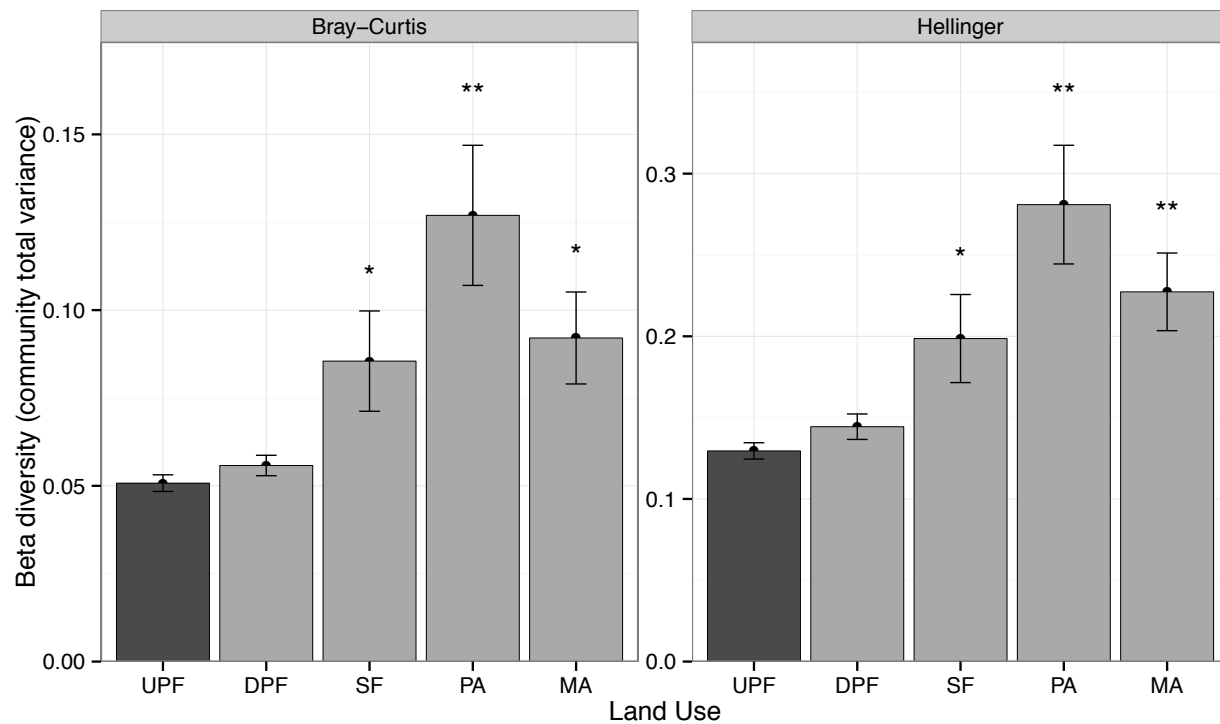 Bray−Curtis
Hellinger
Beta diversity (community total variance)
0.15
0.10
0.05
0.00
*
**
*
UPF DPF SF PA MA
0.3
0.2
0.1
0.0
*
**
**
UPF DPF SF PA MA
Land Use